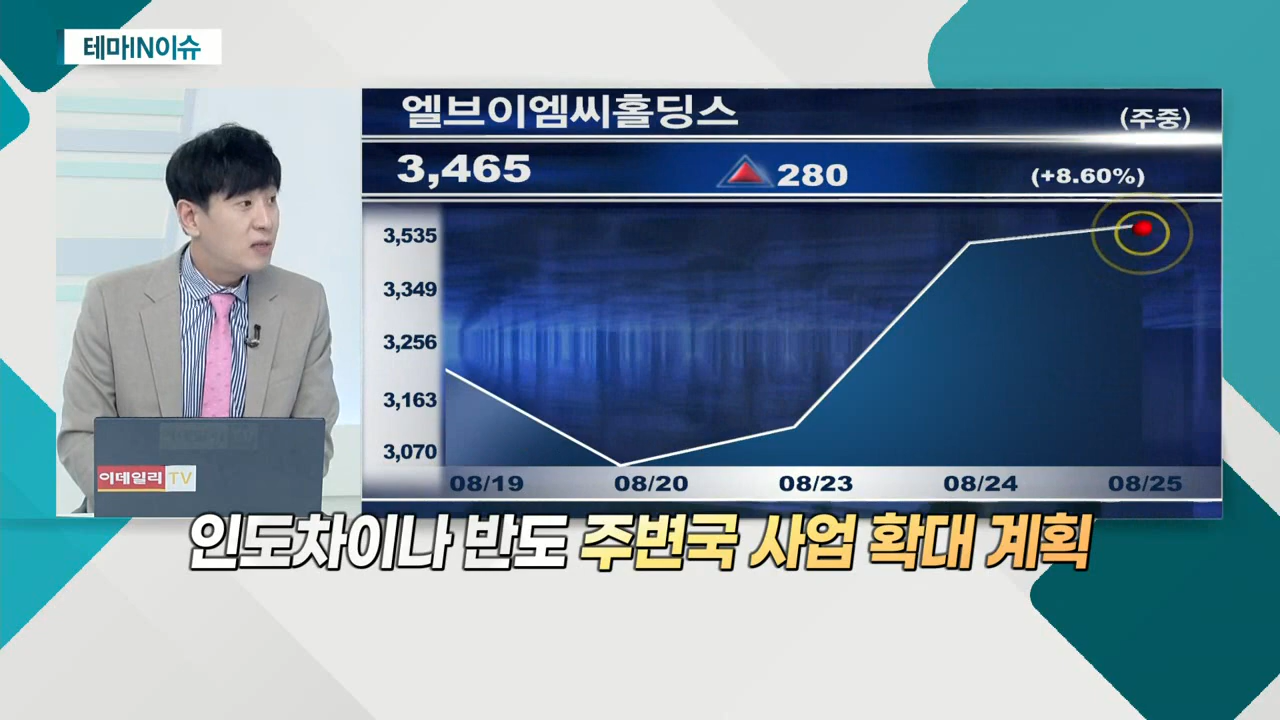 테마IN이슈
엘브이엠씨홀딩스 (주중)
3,465 280 (+8.60%)
3,535
3,349
3,256
3,163
3,070
08/19 08/20 08/23 08/24 08/25
이데일리 TV
인도차이나 반도 주변국 사업 확대 계획